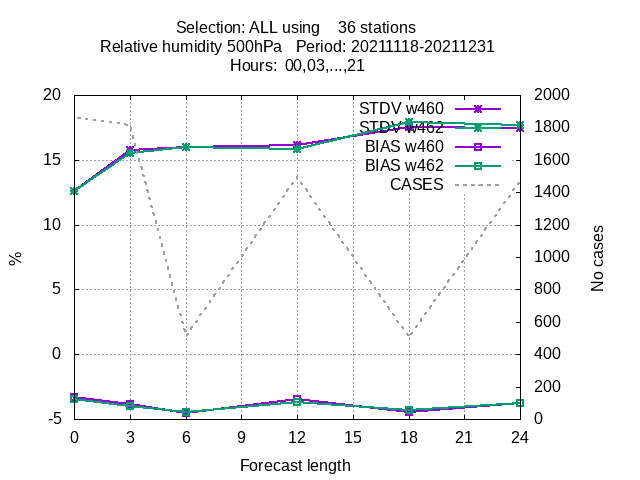 Selection: ALL using    36 stations
Relative humidity 500hPa   Period: 20211118-20211231
Hours:  00,03,...,21
20
15
10
5
0
-5
%
STDV w460
STDV w462
BIAS w460
BIAS w462
CASES
2000
1800
1600
1400
1200
1000
800
600
400
200
0
No cases
0 3 6 9 12 15 18 21 24
Forecast length